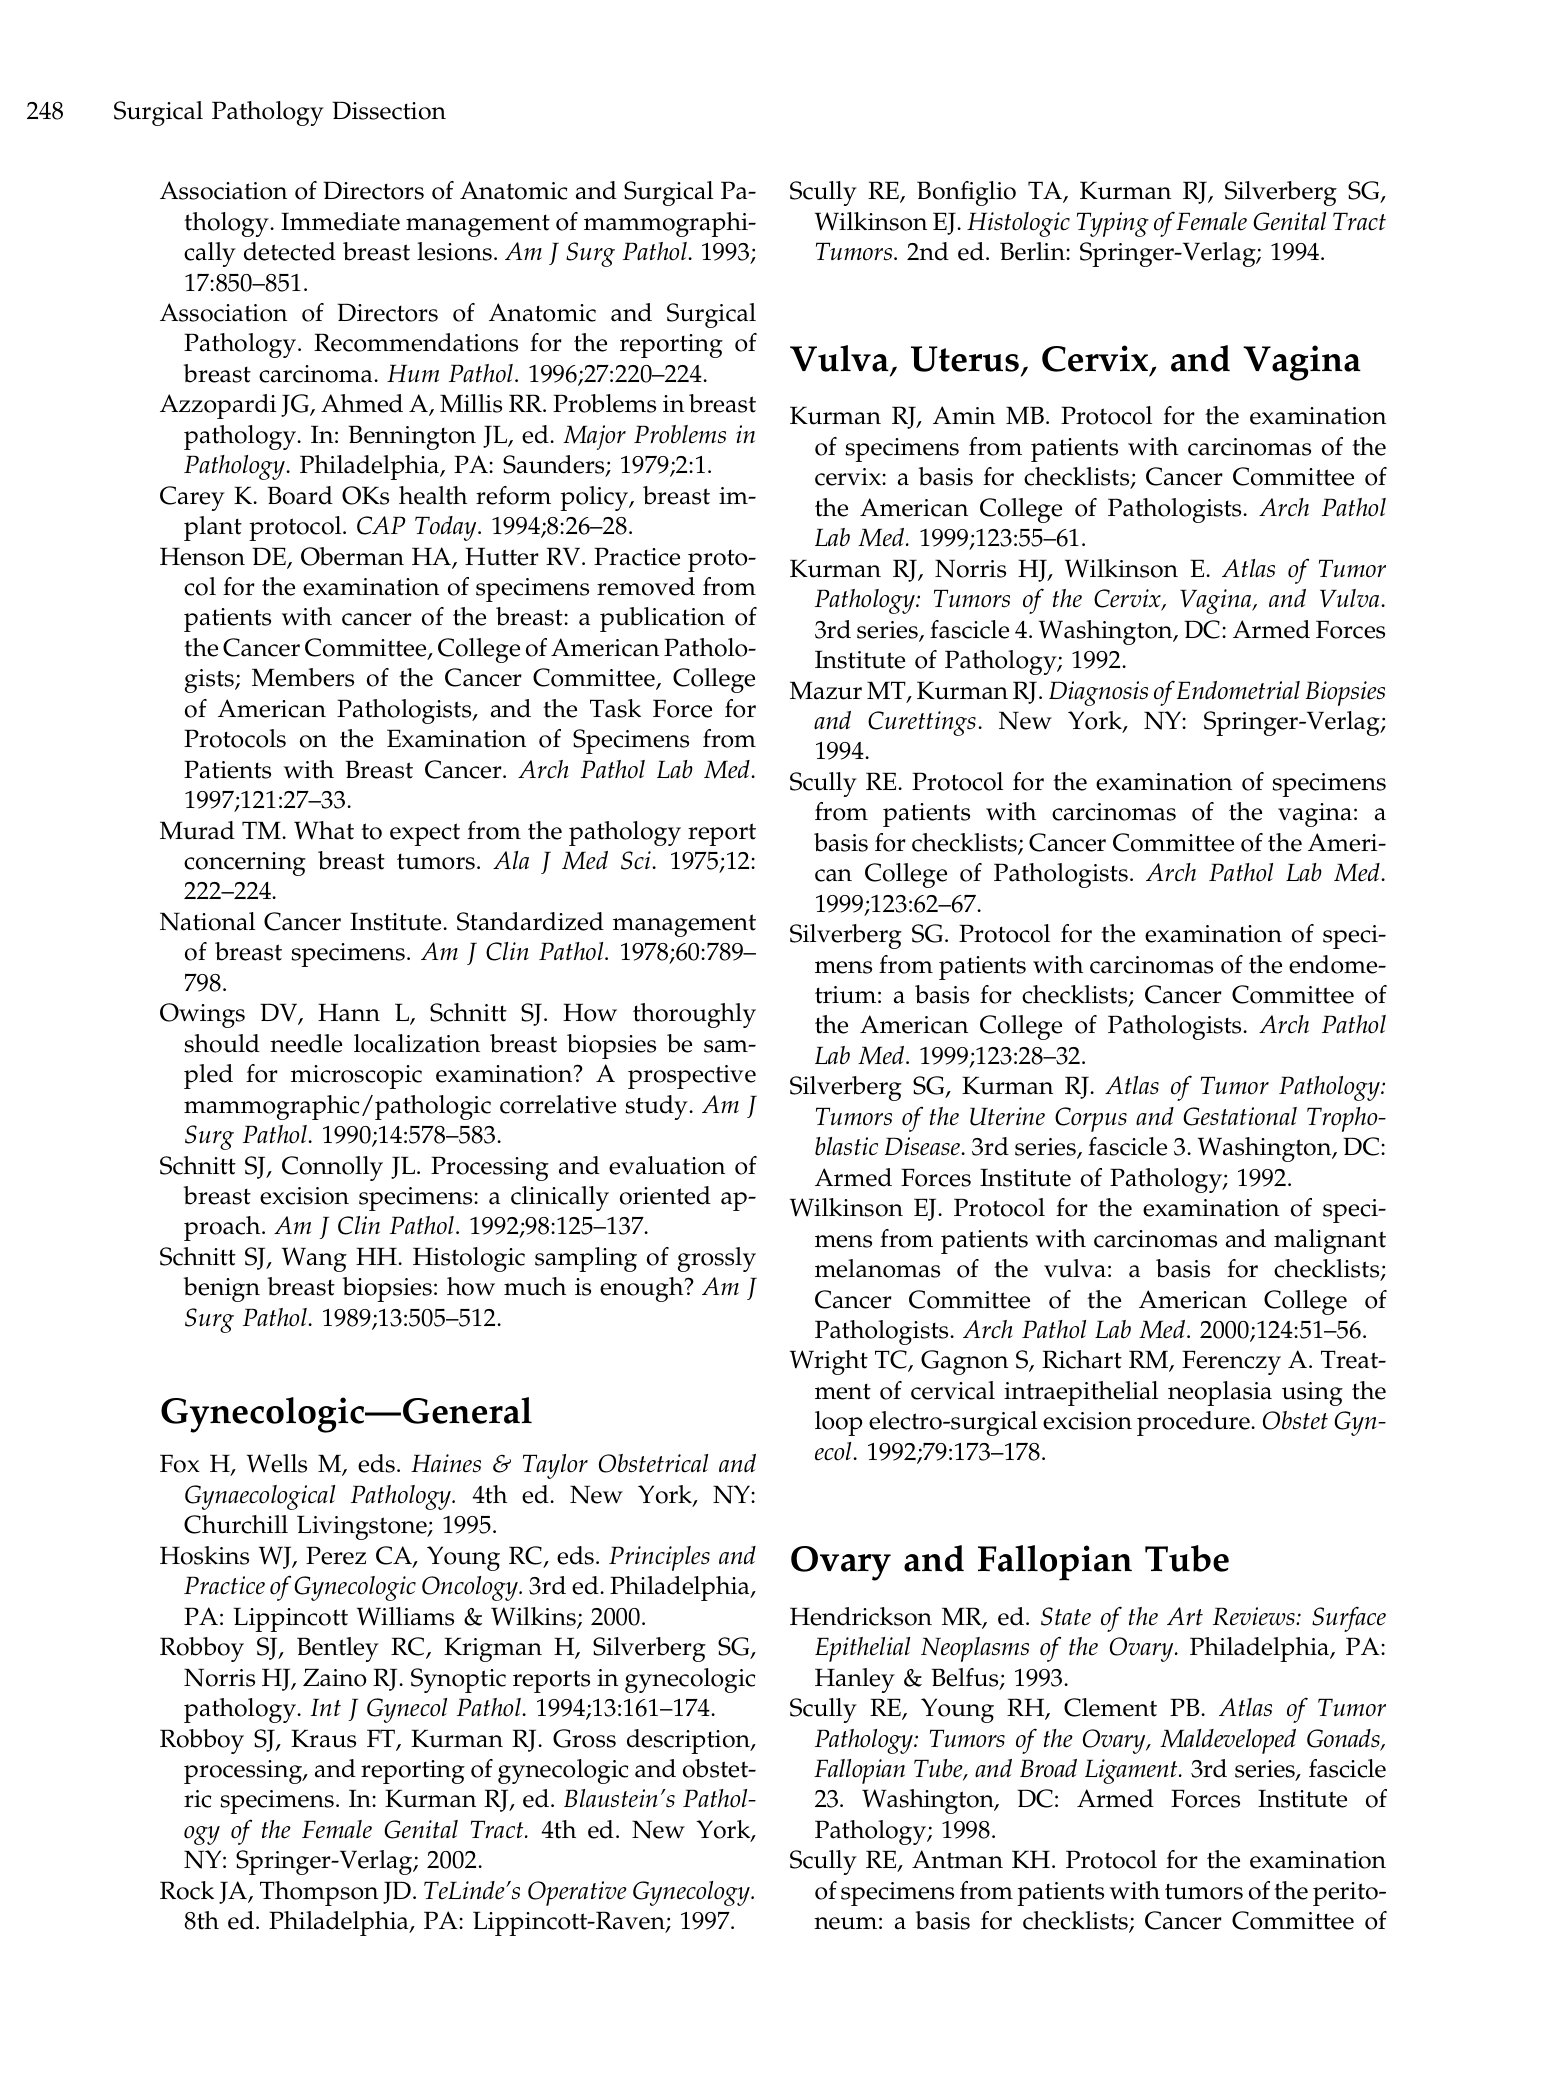 248 Surgical Pathology Dissection
Association of Directors of Anatomic and Surgical Pa-
thology. Immediate management of mammographi-
cally detected breast lesions. Am J Surg Pathol. 1993;
17:850–851.
Association of Directors of Anatomic and Surgical
Pathology. Recommendations for the reporting of
breast carcinoma. Hum Pathol. 1996;27:220–224.
Azzopardi JG, Ahmed A, Millis RR. Problems in breast
pathology. In: Bennington JL, ed. Major Problems in
Pathology. Philadelphia, PA: Saunders; 1979;2:1.
Carey K. Board OKs health reform policy, breast im-
plant protocol. CAP Today. 1994;8:26–28.
Henson DE, Oberman HA, Hutter RV. Practice proto-
col for the examination of specimens removed from
patients with cancer of the breast: a publication of
the Cancer Committee, College of American Patholo-
gists; Members of the Cancer Committee, College
of American Pathologists, and the Task Force for
Protocols on the Examination of Specimens from
Patients with Breast Cancer. Arch Pathol Lab Med.
1997;121:27–33.
Murad TM. What to expect from the pathology report
concerning breast tumors. Ala J Med Sci. 1975;12:
222–224.
National Cancer Institute. Standardized management
of breast specimens. Am J Clin Pathol. 1978;60:789–
798.
Owings DV, Hann L, Schnitt SJ. How thoroughly
should needle localization breast biopsies be sam-
pled for microscopic examination? A prospective
mammographic/pathologic correlative study. Am J
Surg Pathol. 1990;14:578–583.
Schnitt SJ, Connolly JL. Processing and evaluation of
breast excision specimens: a clinically oriented ap-
proach. Am J Clin Pathol. 1992;98:125–137.
Schnitt SJ, Wang HH. Histologic sampling of grossly
benign breast biopsies: how much is enough? Am J
Surg Pathol. 1989;13:505–512.
Gynecologic—General
Fox H, Wells M, eds. Haines & Taylor Obstetrical and
Gynaecological Pathology. 4th ed. New York, NY:
Churchill Livingstone; 1995.
Hoskins WJ, Perez CA, Young RC, eds. Principles and
Practice of Gynecologic Oncology. 3rd ed. Philadelphia,
PA: Lippincott Williams & Wilkins; 2000.
Robboy SJ, Bentley RC, Krigman H, Silverberg SG,
Norris HJ, Zaino RJ. Synoptic reports in gynecologic
pathology. Int J Gynecol Pathol. 1994;13:161–174.
Robboy SJ, Kraus FT, Kurman RJ. Gross description,
processing, and reporting of gynecologic and obstet-
ric specimens. In: Kurman RJ, ed. Blaustein's Pathol-
ogy of the Female Genital Tract. 4th ed. New York,
NY: Springer-Verlag; 2002.
Rock JA, Thompson JD. TeLinde's Operative Gynecology.
8th ed. Philadelphia, PA: Lippincott-Raven; 1997.
Scully RE, Bonfiglio TA, Kurman RJ, Silverberg SG,
Wilkinson EJ. Histologic Typing of Female Genital Tract
Tumors. 2nd ed. Berlin: Springer-Verlag; 1994.
Vulva, Uterus, Cervix, and Vagina
Kurman RJ, Amin MB. Protocol for the examination
of specimens from patients with carcinomas of the
cervix: a basis for checklists; Cancer Committee of
the American College of Pathologists. Arch Pathol
Lab Med. 1999;123:55–61.
Kurman RJ, Norris HJ, Wilkinson E. Atlas of Tumor
Pathology: Tumors of the Cervix, Vagina, and Vulva.
3rd series, fascicle 4. Washington, DC: Armed Forces
Institute of Pathology; 1992.
Mazur MT, Kurman RJ. Diagnosis of Endometrial Biopsies
and Curettings. New York, NY: Springer-Verlag;
1994.
Scully RE. Protocol for the examination of specimens
from patients with carcinomas of the vagina: a
basis for checklists; Cancer Committee of the Ameri-
can College of Pathologists. Arch Pathol Lab Med.
1999;123:62–67.
Silverberg SG. Protocol for the examination of speci-
mens from patients with carcinomas of the endome-
trium: a basis for checklists; Cancer Committee of
the American College of Pathologists. Arch Pathol
Lab Med. 1999;123:28–32.
Silverberg SG, Kurman RJ. Atlas of Tumor Pathology:
Tumors of the Uterine Corpus and Gestational Tropho-
blastic Disease. 3rd series, fascicle 3. Washington, DC:
Armed Forces Institute of Pathology; 1992.
Wilkinson EJ. Protocol for the examination of speci-
mens from patients with carcinomas and malignant
melanomas of the vulva: a basis for checklists;
Cancer Committee of the American College of
Pathologists. Arch Pathol Lab Med. 2000;124:51–56.
Wright TC, Gagnon S, Richart RM, Ferenczy A. Treat-
ment of cervical intraepithelial neoplasia using the
loop electro-surgical excision procedure. Obstet Gyn-
ecol. 1992;79:173–178.
Ovary and Fallopian Tube
Hendrickson MR, ed. State of the Art Reviews: Surface
Epithelial Neoplasms of the Ovary. Philadelphia, PA:
Hanley & Belfus; 1993.
Scully RE, Young RH, Clement PB. Atlas of Tumor
Pathology: Tumors of the Ovary, Maldeveloped Gonads,
Fallopian Tube, and Broad Ligament. 3rd series, fascicle
23. Washington, DC: Armed Forces Institute of
Pathology; 1998.
Scully RE, Antman KH. Protocol for the examination
of specimens from patients with tumors of the perito-
neum: a basis for checklists; Cancer Committee of